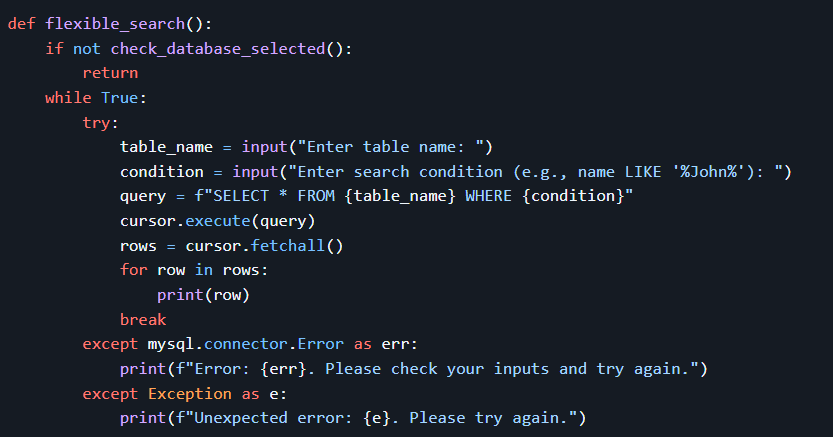 def flexible_search():
    if not check_database_selected():
        return
    while True:
        try:
            table_name = input("Enter table name: ")
            condition = input("Enter search condition (e.g., name LIKE '%John%'): ")
            query = f"SELECT * FROM {table_name} WHERE {condition}"
            cursor.execute(query)
            rows = cursor.fetchall()
            for row in rows:
                print(row)
            break
        except mysql.connector.Error as err:
            print(f"Error: {err}. Please check your inputs and try again.")
        except Exception as e:
            print(f"Unexpected error: {e}. Please try again.")